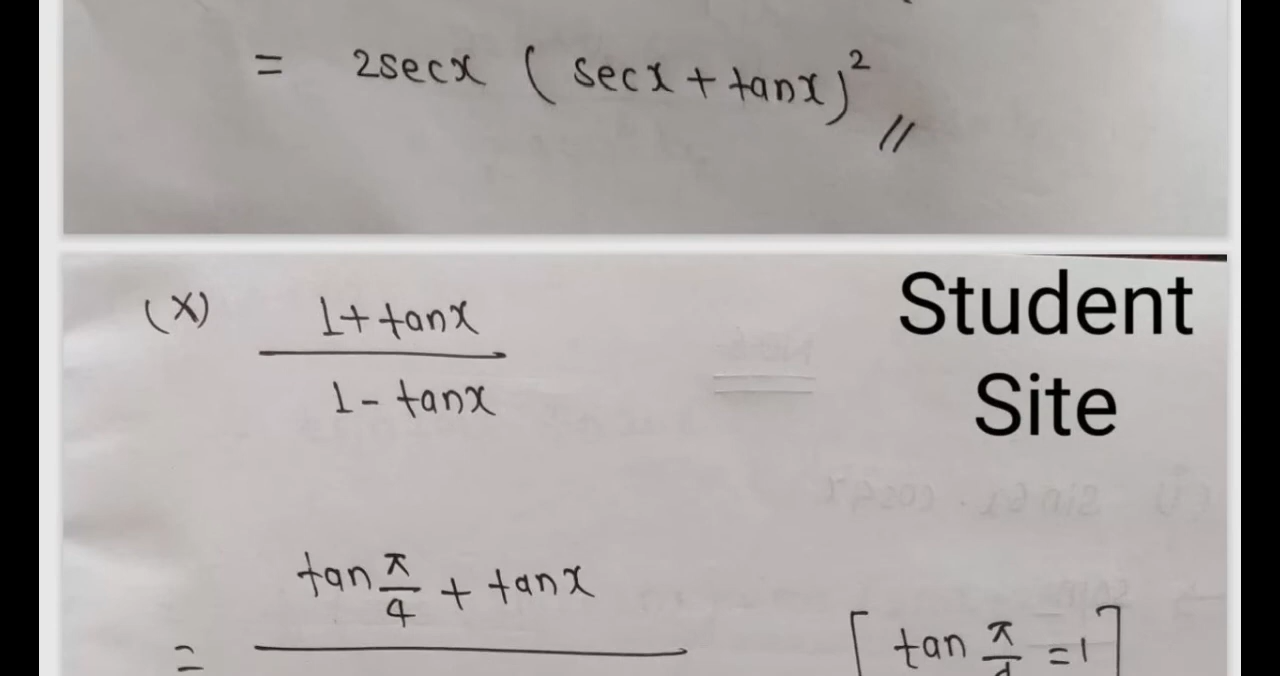 = 2secx (secx + tanx)² //
(x) 1 + tanx
1 - tanx
Student
Site
tan π/4 + tanx
= [ tan π/4 = 1 ]